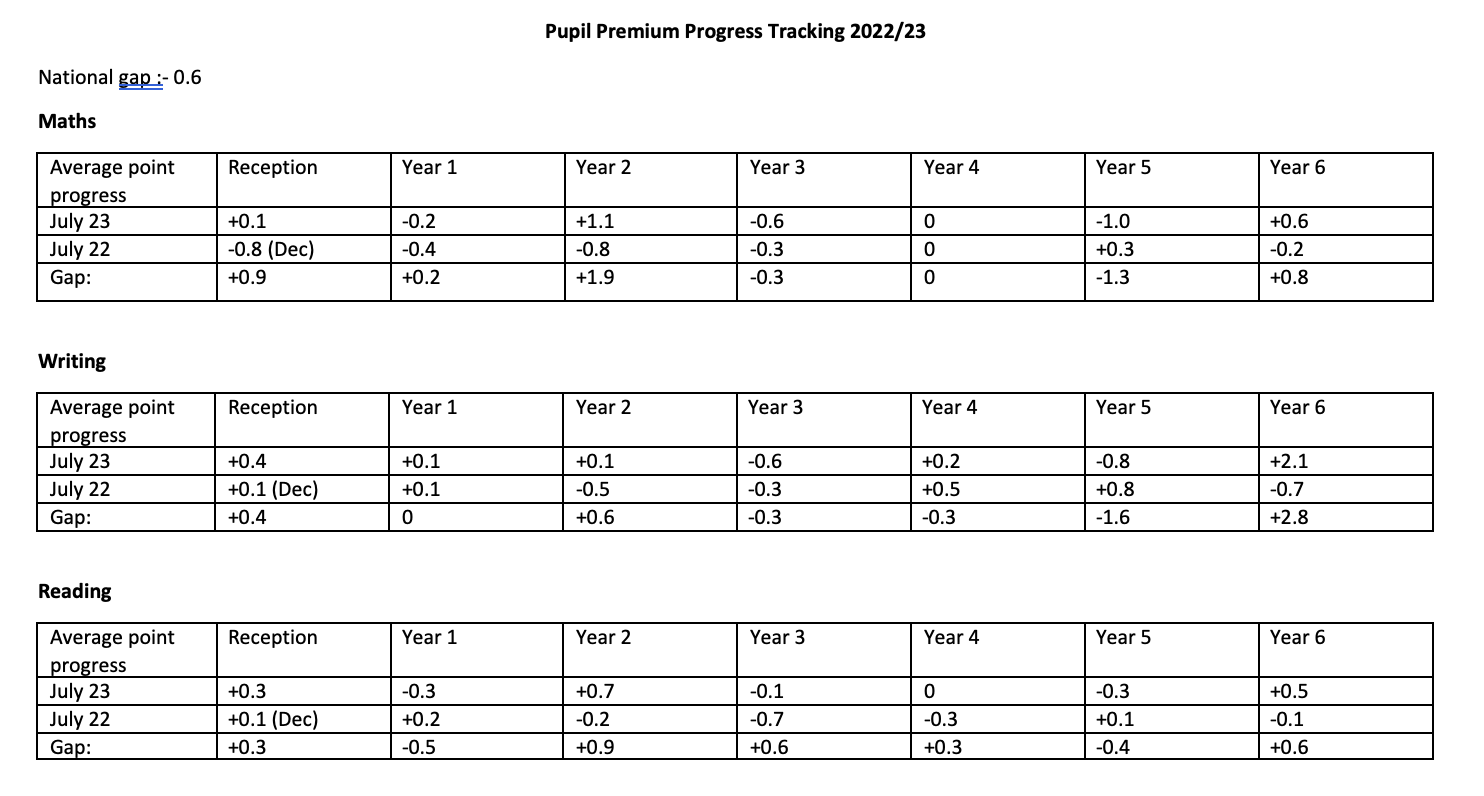 Pupil Premium Progress Tracking 2022/23
National gap :- 0.6
Maths
Average point progress Reception Year 1 Year 2 Year 3 Year 4 Year 5 Year 6
July 23 +0.1 -0.2 +1.1 -0.6 0 -1.0 +0.6
July 22 -0.8 (Dec) -0.4 -0.8 -0.3 0 +0.3 -0.2
Gap: +0.9 +0.2 +1.9 -0.3 0 -1.3 +0.8
Writing
Average point progress Reception Year 1 Year 2 Year 3 Year 4 Year 5 Year 6
July 23 +0.4 +0.1 +0.1 -0.6 +0.2 -0.8 +2.1
July 22 +0.1 (Dec) +0.1 -0.5 -0.3 +0.5 +0.8 -0.7
Gap: +0.4 0 +0.6 -0.3 -0.3 -1.6 +2.8
Reading
Average point progress Reception Year 1 Year 2 Year 3 Year 4 Year 5 Year 6
July 23 +0.3 -0.3 +0.7 -0.1 0 -0.3 +0.5
July 22 +0.1 (Dec) +0.2 -0.2 -0.7 -0.3 +0.1 -0.1
Gap: +0.3 -0.5 +0.9 +0.6 +0.3 -0.4 +0.6